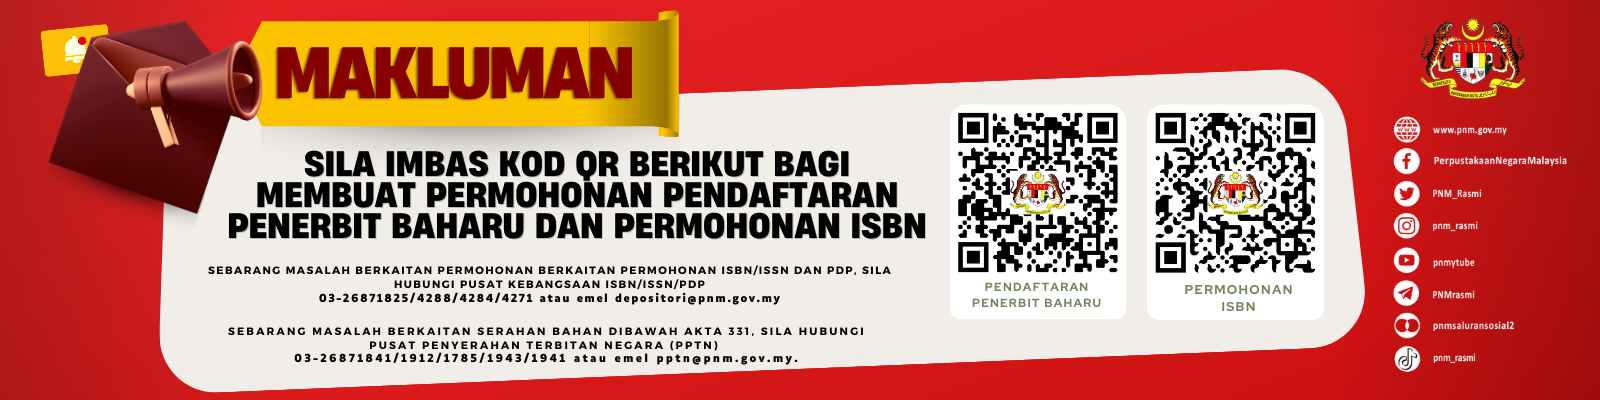 MAKLUMAN
SILA IMBAS KOD QR BERIKUT BAGI
MEMBUAT PERMOHONAN PENDAFTARAN
PENERBIT BAHARU DAN PERMOHONAN ISBN
SEBARANG MASALAH BERKAITAN PERMOHONAN BERKAITAN PERMOHONAN ISBN/ISSN DAN PDP, SILA
HUBUNGI PUSAT KEBANGSAAN ISBN/ISSN/PDP
03-26871825/4288/4284/4271 atau emel depositori@pnm.gov.my
SEBARANG MASALAH BERKAITAN SERAHAN BAHAN DIBAWAH AKTA 331, SILA HUBUNGI
PUSAT PENYERAHAN TERBITAN NEGARA (PPTN)
03-26871841/1912/1785/1943/1941 atau emel pptn@pnm.gov.my.
PENDAFTARAN
PENERBIT BAHARU
PERMOHONAN
ISBN
www.pnm.gov.my
PerpustakaanNegaraMalaysia
PNM_Rasmi
pnm_rasmi
pnmytube
PNMrasmi
pnmsaluransosial2
pnm_rasmi